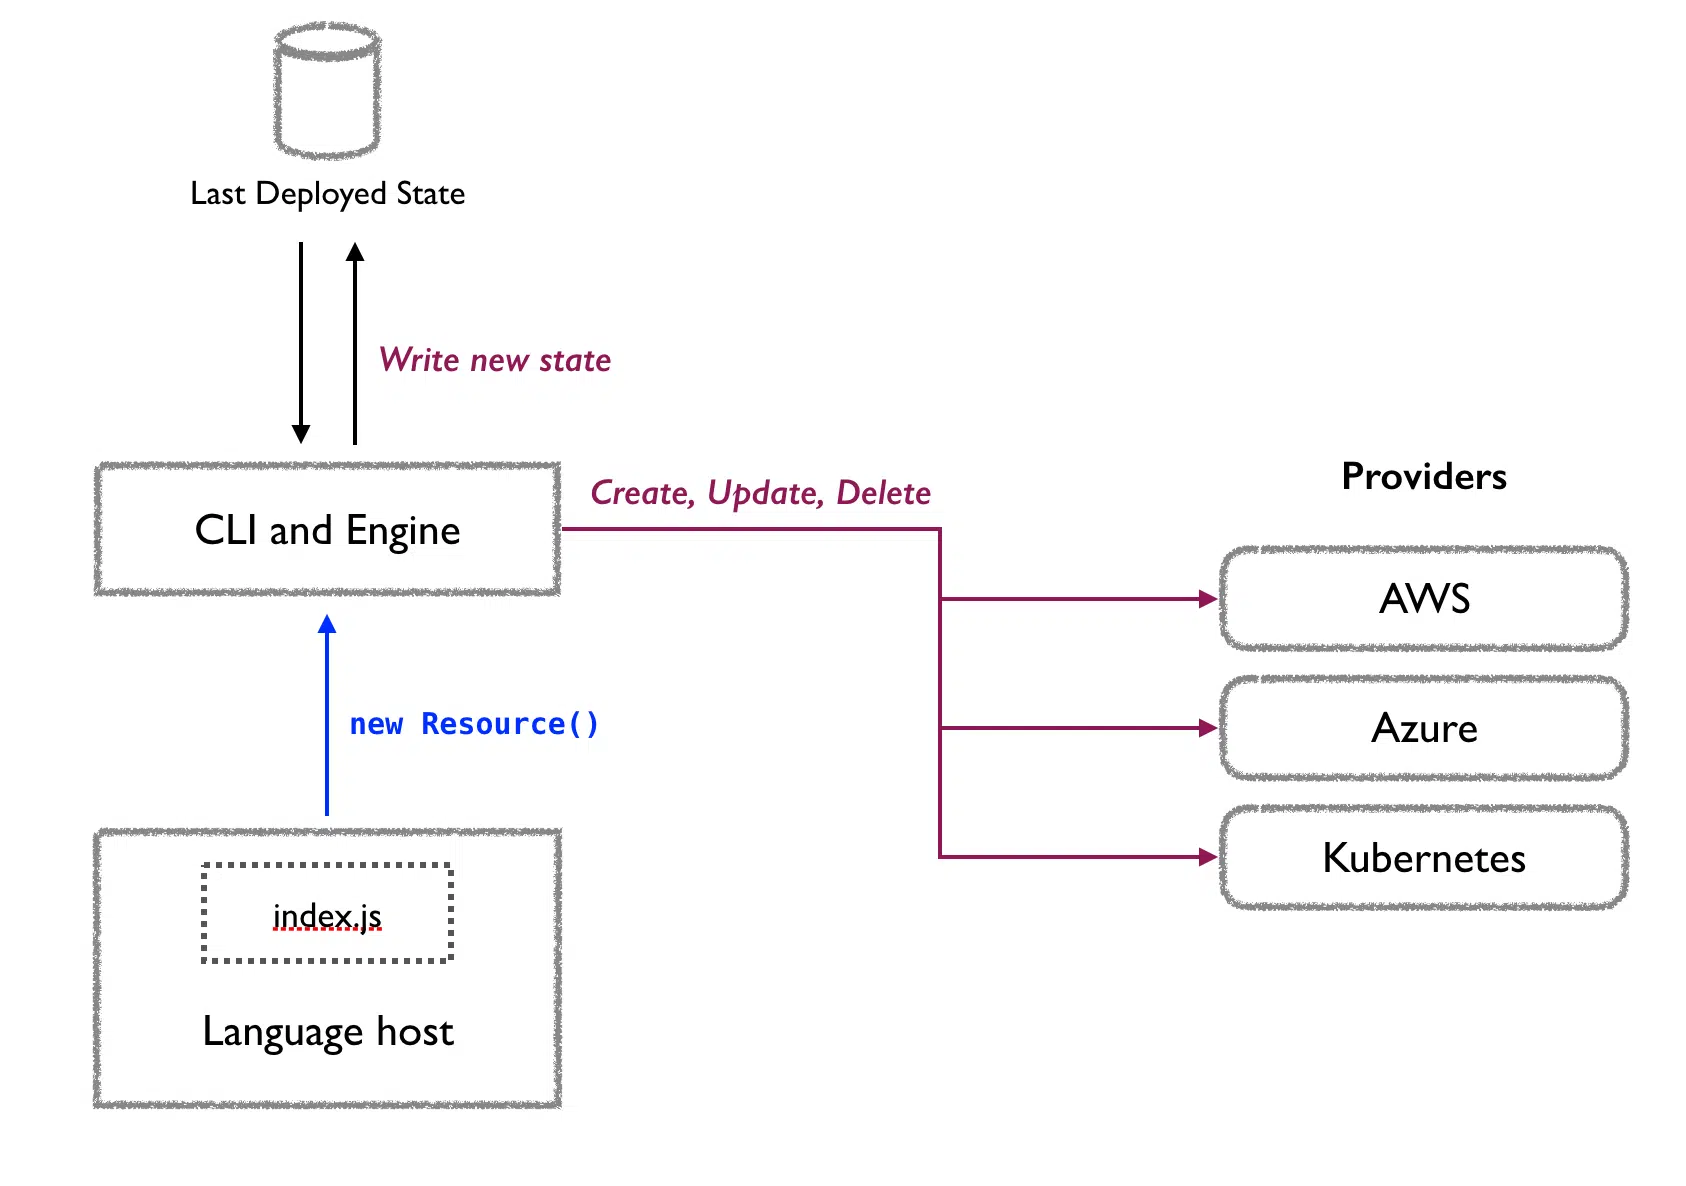 Last Deployed State
Write new state
CLI and Engine
Create, Update, Delete
Providers
AWS
Azure
Kubernetes
new Resource()
index.js
Language host